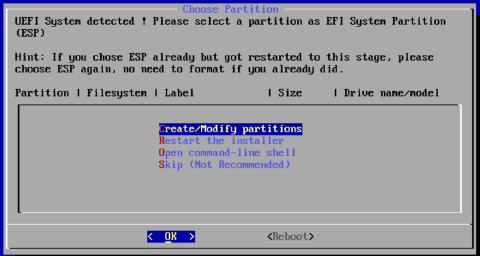 Choose Partition
UEFI System detected ! Please select a partition as EFI System Partition
(ESP)
Hint: If you chose ESP already but got restarted to this stage, please
choose ESP again, no need to format if you already did.
Partition | Filesystem | Label | Size | Drive name/model
Create/Modify partitions
Restart the installer
Open command-line shell
Skip (Not Recommended)
< OK > <Reboot>